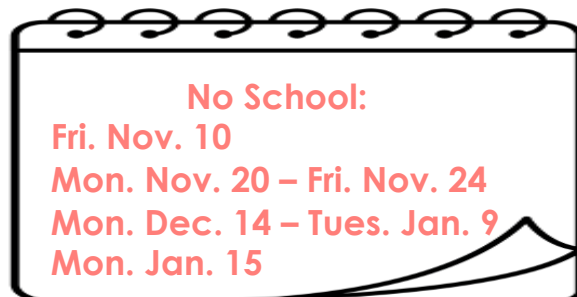 No School:
Fri. Nov. 10
Mon. Nov. 20 – Fri. Nov. 24
Mon. Dec. 14 – Tues. Jan. 9
Mon. Jan. 15